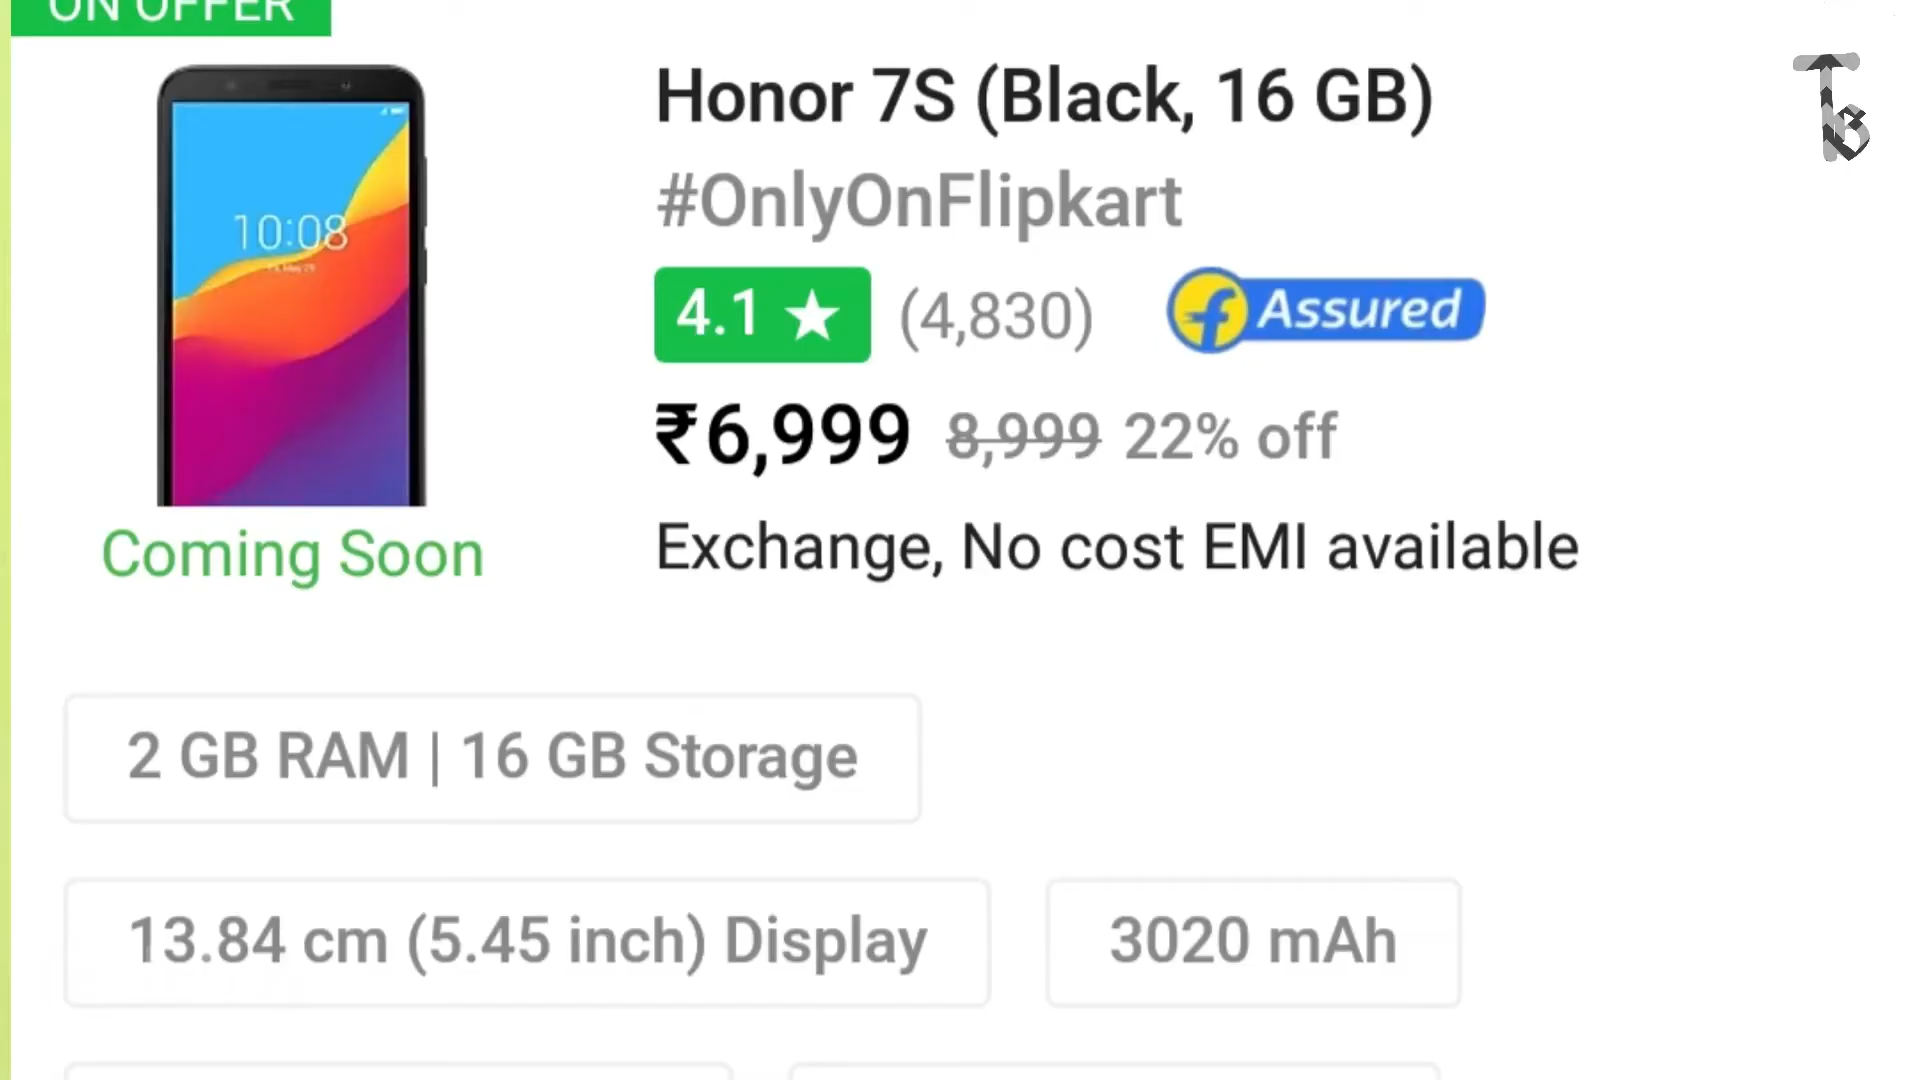 ON OFFER
Honor 7S (Black, 16 GB)
#OnlyOnFlipkart
4.1 ★ (4,830) Assured
₹6,999 8,999 22% off
Exchange, No cost EMI available
10:08
Coming Soon
2 GB RAM | 16 GB Storage
13.84 cm (5.45 inch) Display
3020 mAh